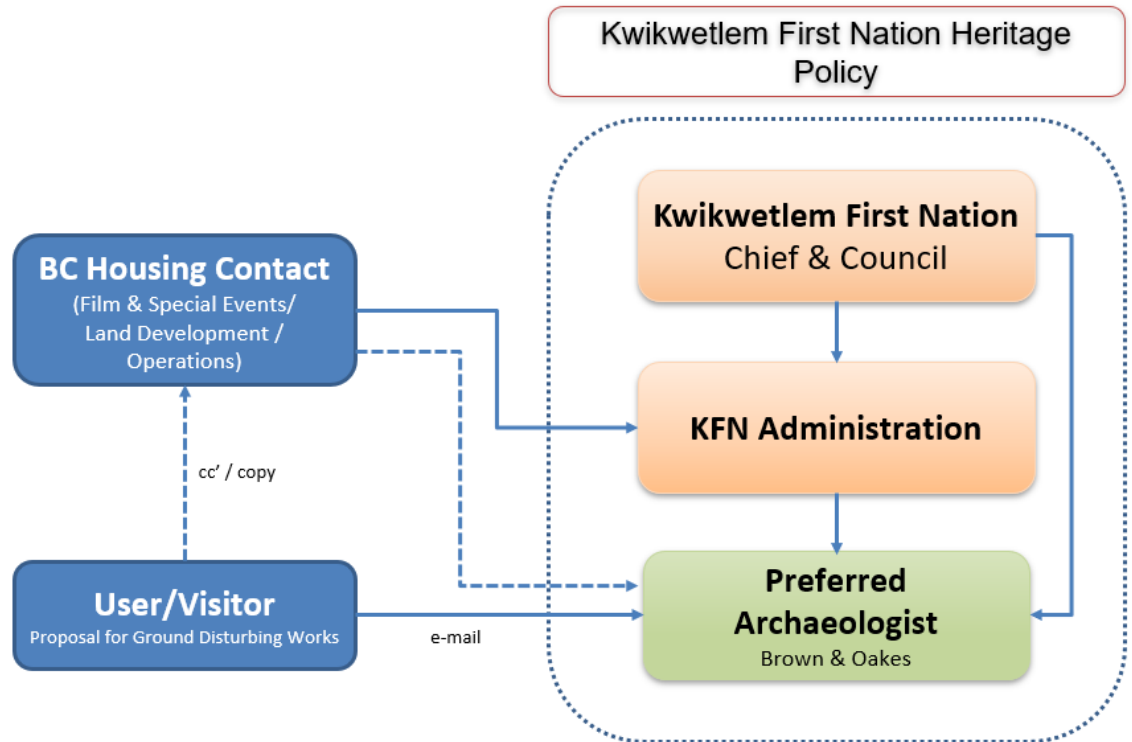 Kwikwetlem First Nation Heritage
Policy
Kwikwetlem First Nation
Chief & Council
BC Housing Contact
(Film & Special Events/
Land Development /
Operations)
KFN Administration
cc' / copy
User/Visitor
Proposal for Ground Disturbing Works
e-mail
Preferred
Archaeologist
Brown & Oakes